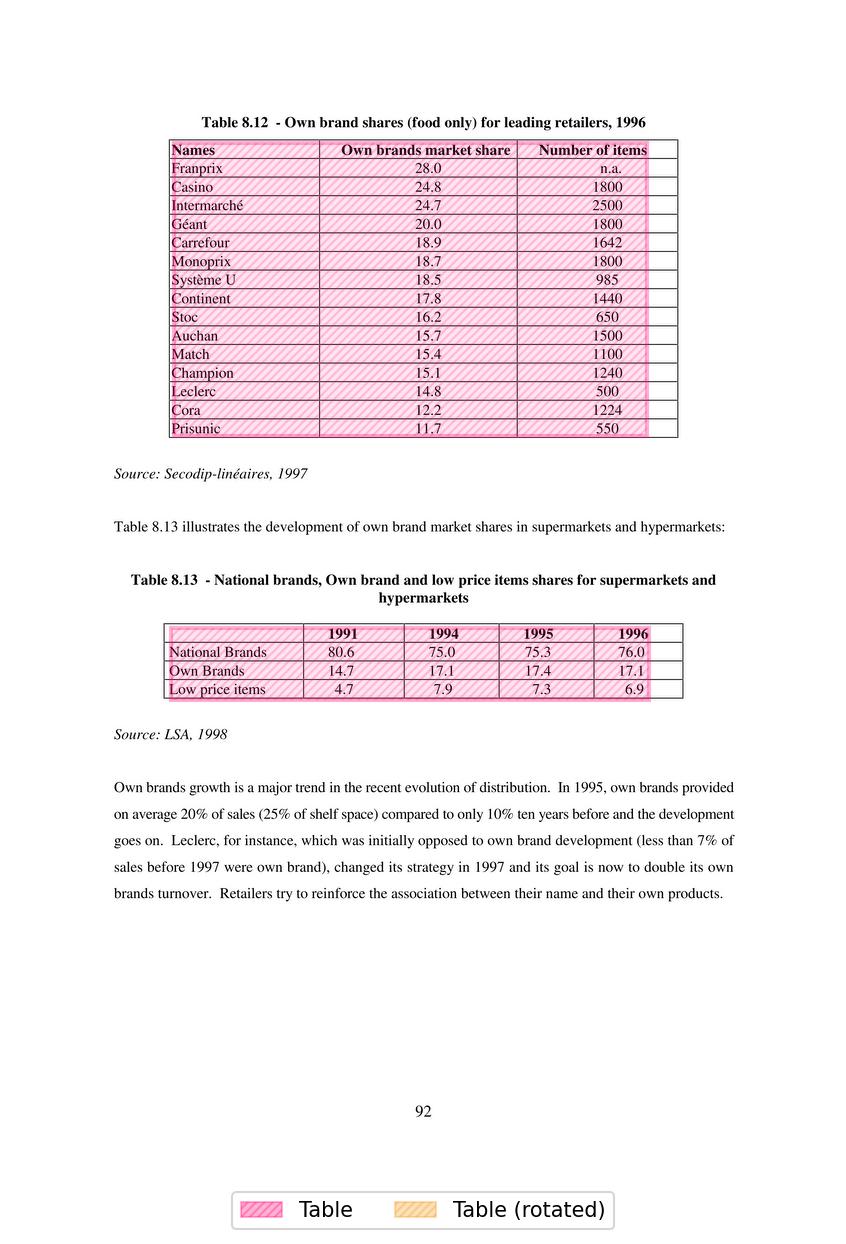 Table 8.12 - Own brand shares (food only) for leading retailers, 1996
Names Own brands market share Number of items
Franprix 28.0 n.a.
Casino 24.8 1800
Intermarché 24.7 2500
Géant 20.0 1800
Carrefour 18.9 1642
Monoprix 18.7 1800
Système U 18.5 985
Continent 17.8 1440
Stoc 16.2 650
Auchan 15.7 1500
Match 15.4 1100
Champion 15.1 1240
Leclerc 14.8 500
Cora 12.2 1224
Prisunic 11.7 550
Source: Secodip-linéaires, 1997
Table 8.13 illustrates the development of own brand market shares in supermarkets and hypermarkets:
Table 8.13 - National brands, Own brand and low price items shares for supermarkets and
hypermarkets
1991 1994 1995 1996
National Brands 80.6 75.0 75.3 76.0
Own Brands 14.7 17.1 17.4 17.1
Low price items 4.7 7.9 7.3 6.9
Source: LSA, 1998
Own brands growth is a major trend in the recent evolution of distribution. In 1995, own brands provided
on average 20% of sales (25% of shelf space) compared to only 10% ten years before and the development
goes on. Leclerc, for instance, which was initially opposed to own brand development (less than 7% of
sales before 1997 were own brand), changed its strategy in 1997 and its goal is now to double its own
brands turnover. Retailers try to reinforce the association between their name and their own products.
92
Table Table (rotated)